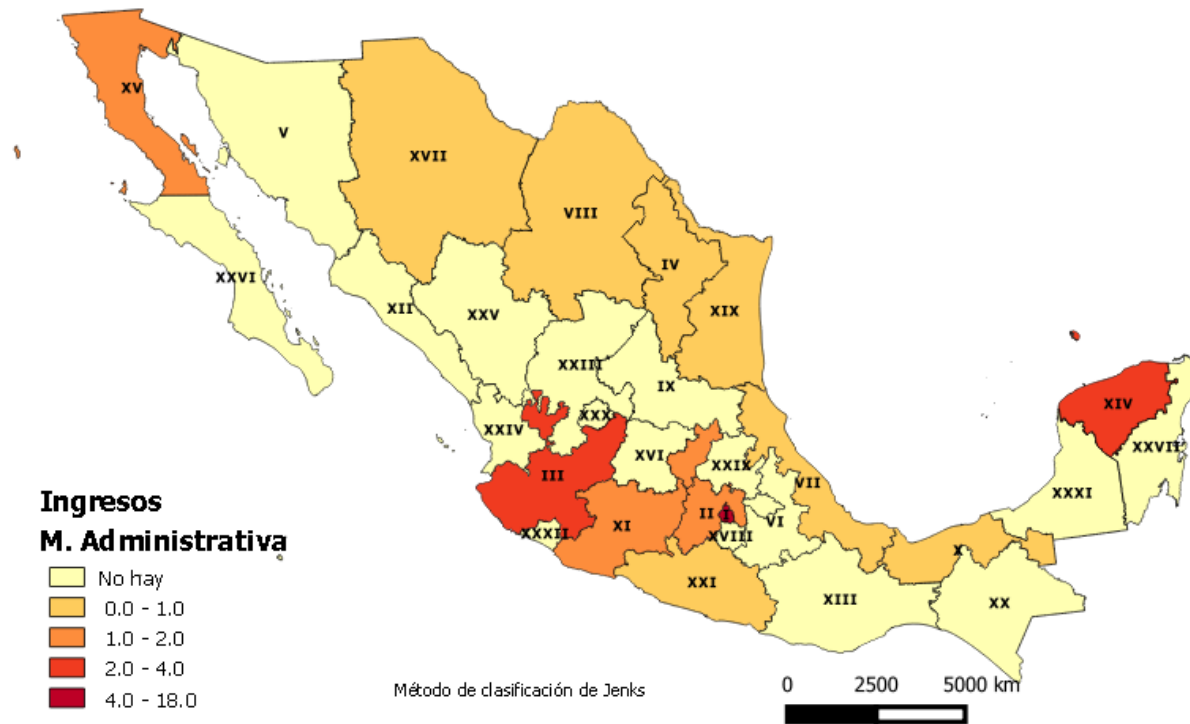 XV
V
XVII
VIII
IV
XIX
XXVI
XII
XXV
XXIII
IX
XXIV
XXX
XVI
XXIX
III
XI
II
I
VI
VII
XVIII
XXXII
XXI
XIII
X
XX
XIV
XXVII
XXXI
Ingresos
M. Administrativa
No hay
0.0 - 1.0
1.0 - 2.0
2.0 - 4.0
4.0 - 18.0
Método de clasificación de Jenks
0 2500 5000 km